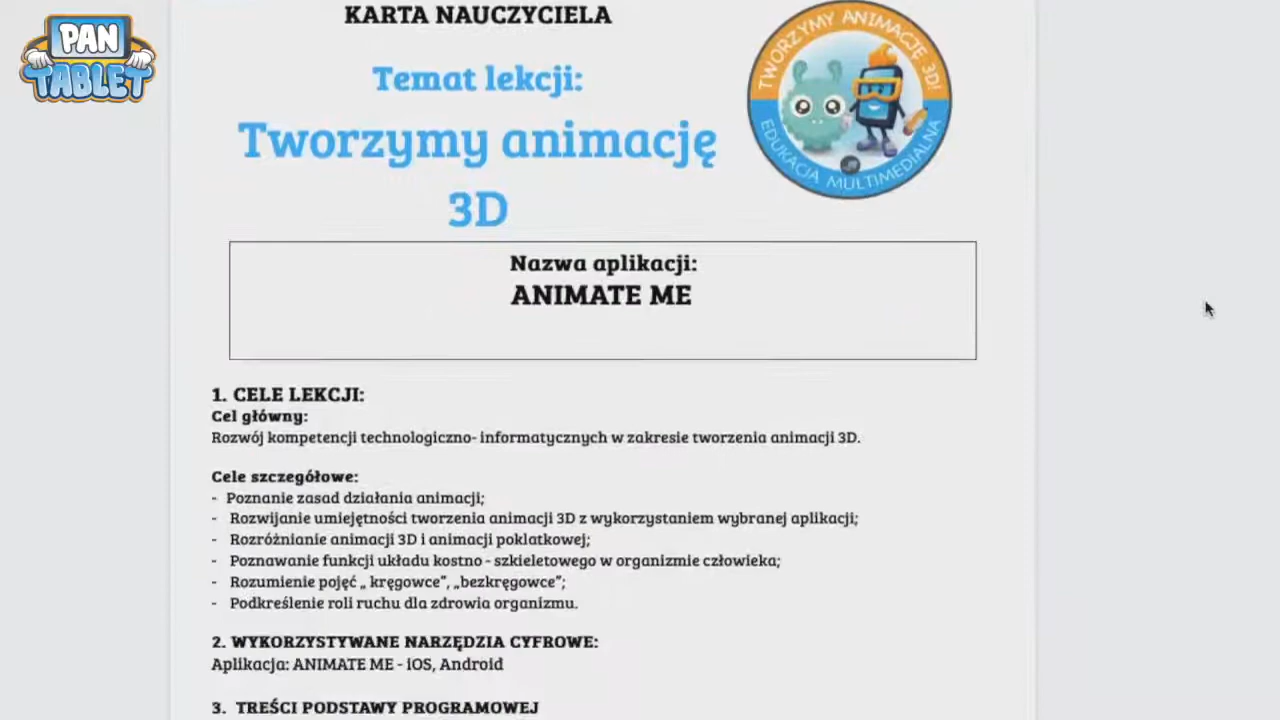 PAN
TABLET
KARTA NAUCZYCIELA
Temat lekcji:
Tworzymy animację
3D
TWORZYMY ANIMACJĘ 3D!
EDUKACJA MULTIMEDIALNA
Nazwa aplikacji:
ANIMATE ME
1. CELE LEKCJI:
Cel główny:
Rozwój kompetencji technologiczno- informatycznych w zakresie tworzenia animacji 3D.
Cele szczegółowe:
- Poznanie zasad działania animacji;
- Rozwijanie umiejętności tworzenia animacji 3D z wykorzystaniem wybranej aplikacji;
- Rozróżnianie animacji 3D i animacji poklatkowej;
- Poznawanie funkcji układu kostno - szkieletowego w organizmie człowieka;
- Rozumienie pojęć „ kręgowce”, „bezkręgowce”;
- Podkreślenie roli ruchu dla zdrowia organizmu.
2. WYKORZYSTYWANE NARZĘDZIA CYFROWE:
Aplikacja: ANIMATE ME - iOS, Android
3. TREŚCI PODSTAWY PROGRAMOWEJ